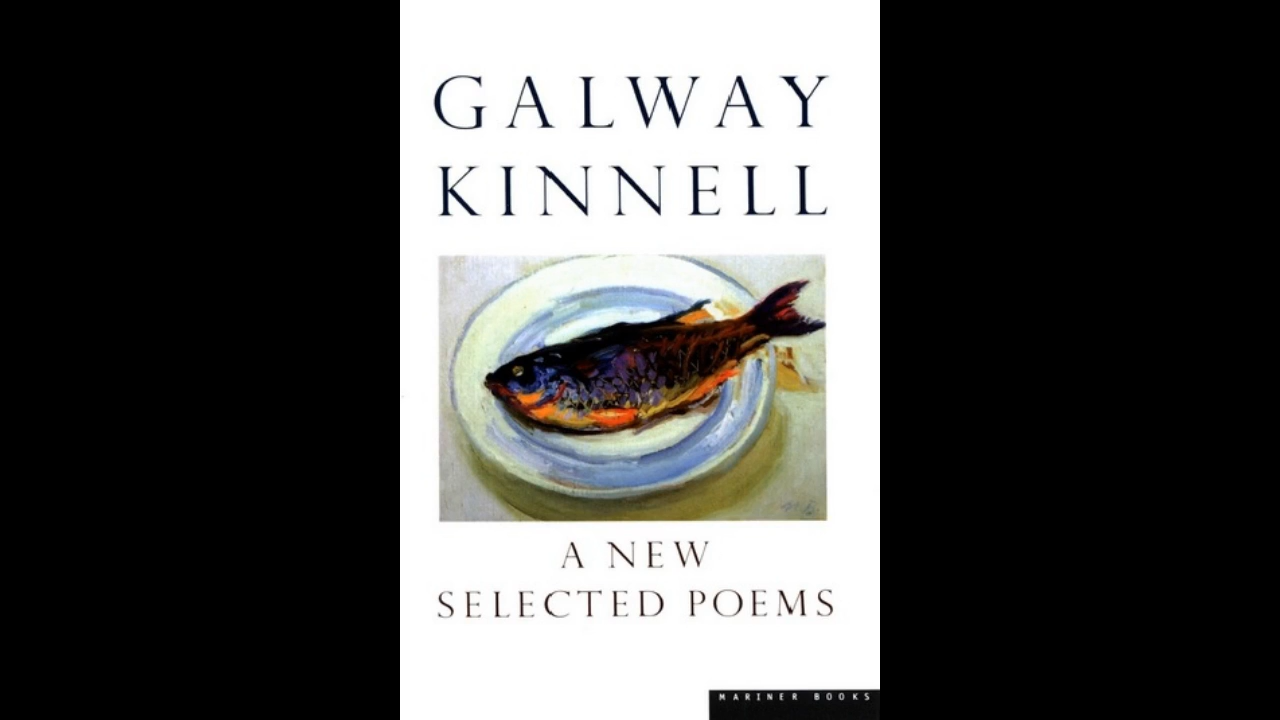 GALWAY
KINNELL
A NEW
SELECTED POEMS
MARINER BOOKS